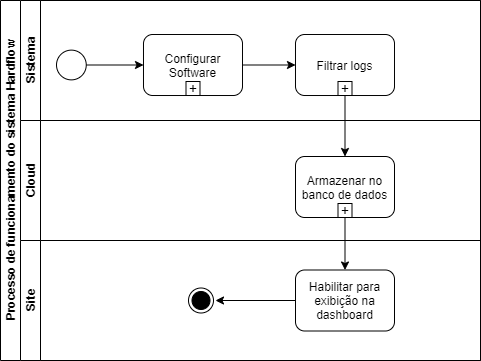 Processo de funcionamento do sistema Hardflow
Sistema
Configurar
Software
+
Filtrar logs
+
Cloud
Armazenar no
banco de dados
+
Site
Habilitar para
exibição na
dashboard